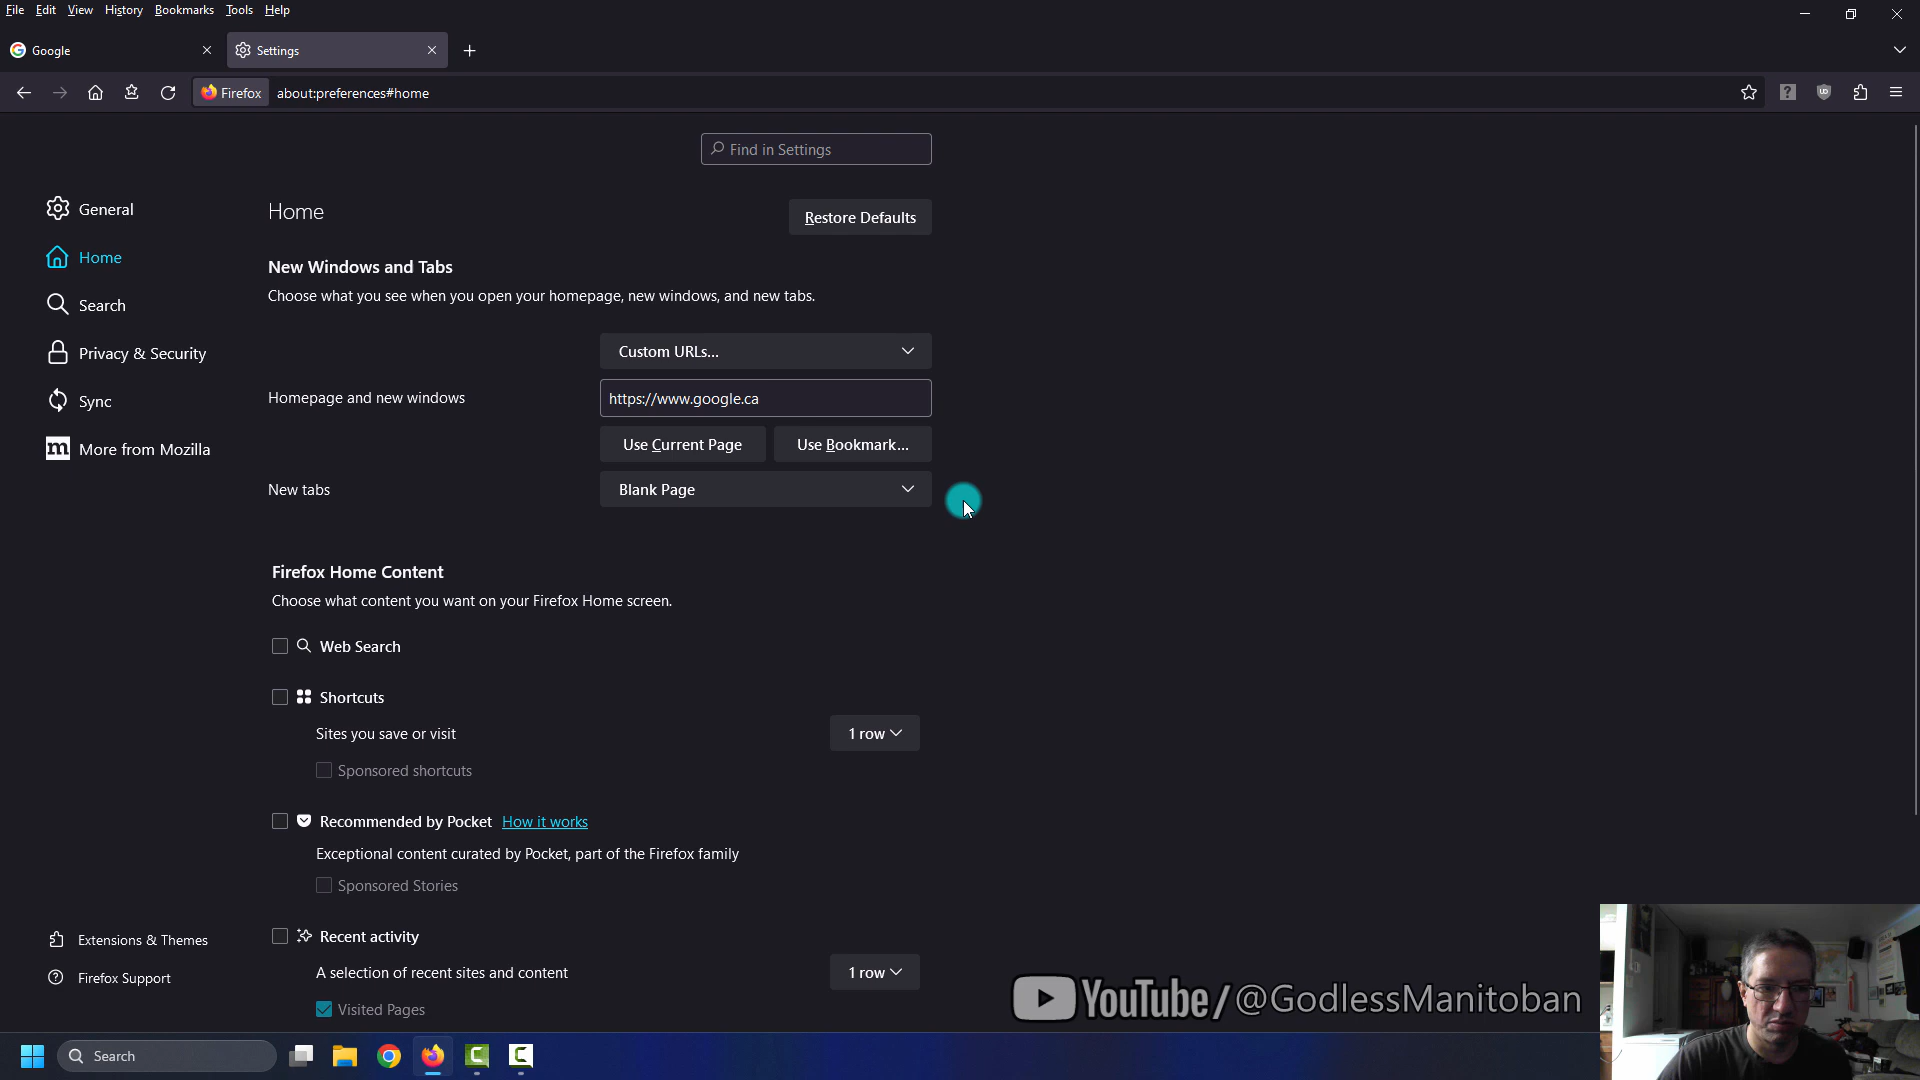 File Edit View History Bookmarks Tools Help
Google
Settings
Firefox
about:preferences#home
Find in Settings
General
Home
Search
Privacy & Security
Sync
More from Mozilla
Extensions & Themes
Firefox Support
Home
Restore Defaults
New Windows and Tabs
Choose what you see when you open your homepage, new windows, and new tabs.
Custom URLs...
Homepage and new windows
https://www.google.ca
Use Current Page
Use Bookmark...
New tabs
Blank Page
Firefox Home Content
Choose what content you want on your Firefox Home screen.
Web Search
Shortcuts
Sites you save or visit
1 row
Sponsored shortcuts
Recommended by Pocket How it works
Exceptional content curated by Pocket, part of the Firefox family
Sponsored Stories
Recent activity
A selection of recent sites and content
1 row
Visited Pages
YouTube/@GodlessManitoban
Search